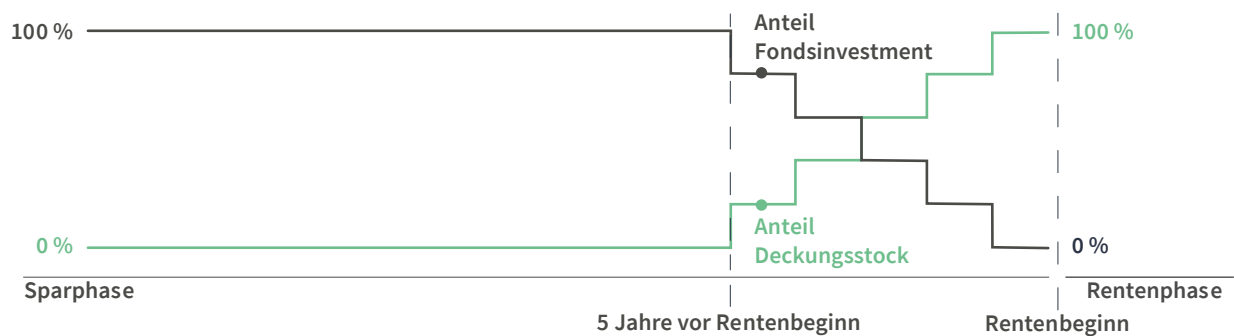 100 %
Anteil
Fondsinvestment
100 %
0 %
Anteil
Deckungsstock
0 %
Sparphase
Rentenphase
5 Jahre vor Rentenbeginn
Rentenbeginn